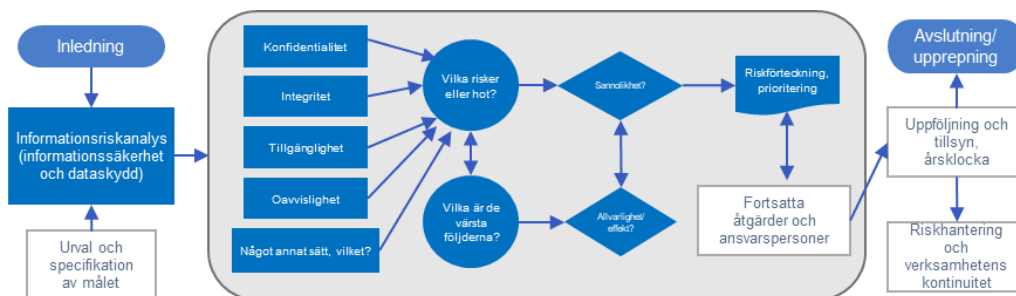 Inledning
Informationsriskanalys
(informationssäkerhet
och dataskydd)
Urval och
specifikation
av målet
Konfidentialitet
Integritet
Tillgänglighet
Oavvislighet
Något annat sätt, vilket?
Vilka risker
eller hot?
Vilka är de
värsta
följderna?
Sannolikhet?
Allvarlighet/
effekt?
Riskförteckning,
prioritering
Fortsatta
åtgärder och
ansvarspersoner
Avslutning/
upprepning
Uppföljning och
tillsyn,
årsklocka
Riskhantering
och
verksamhetens
kontinuitet